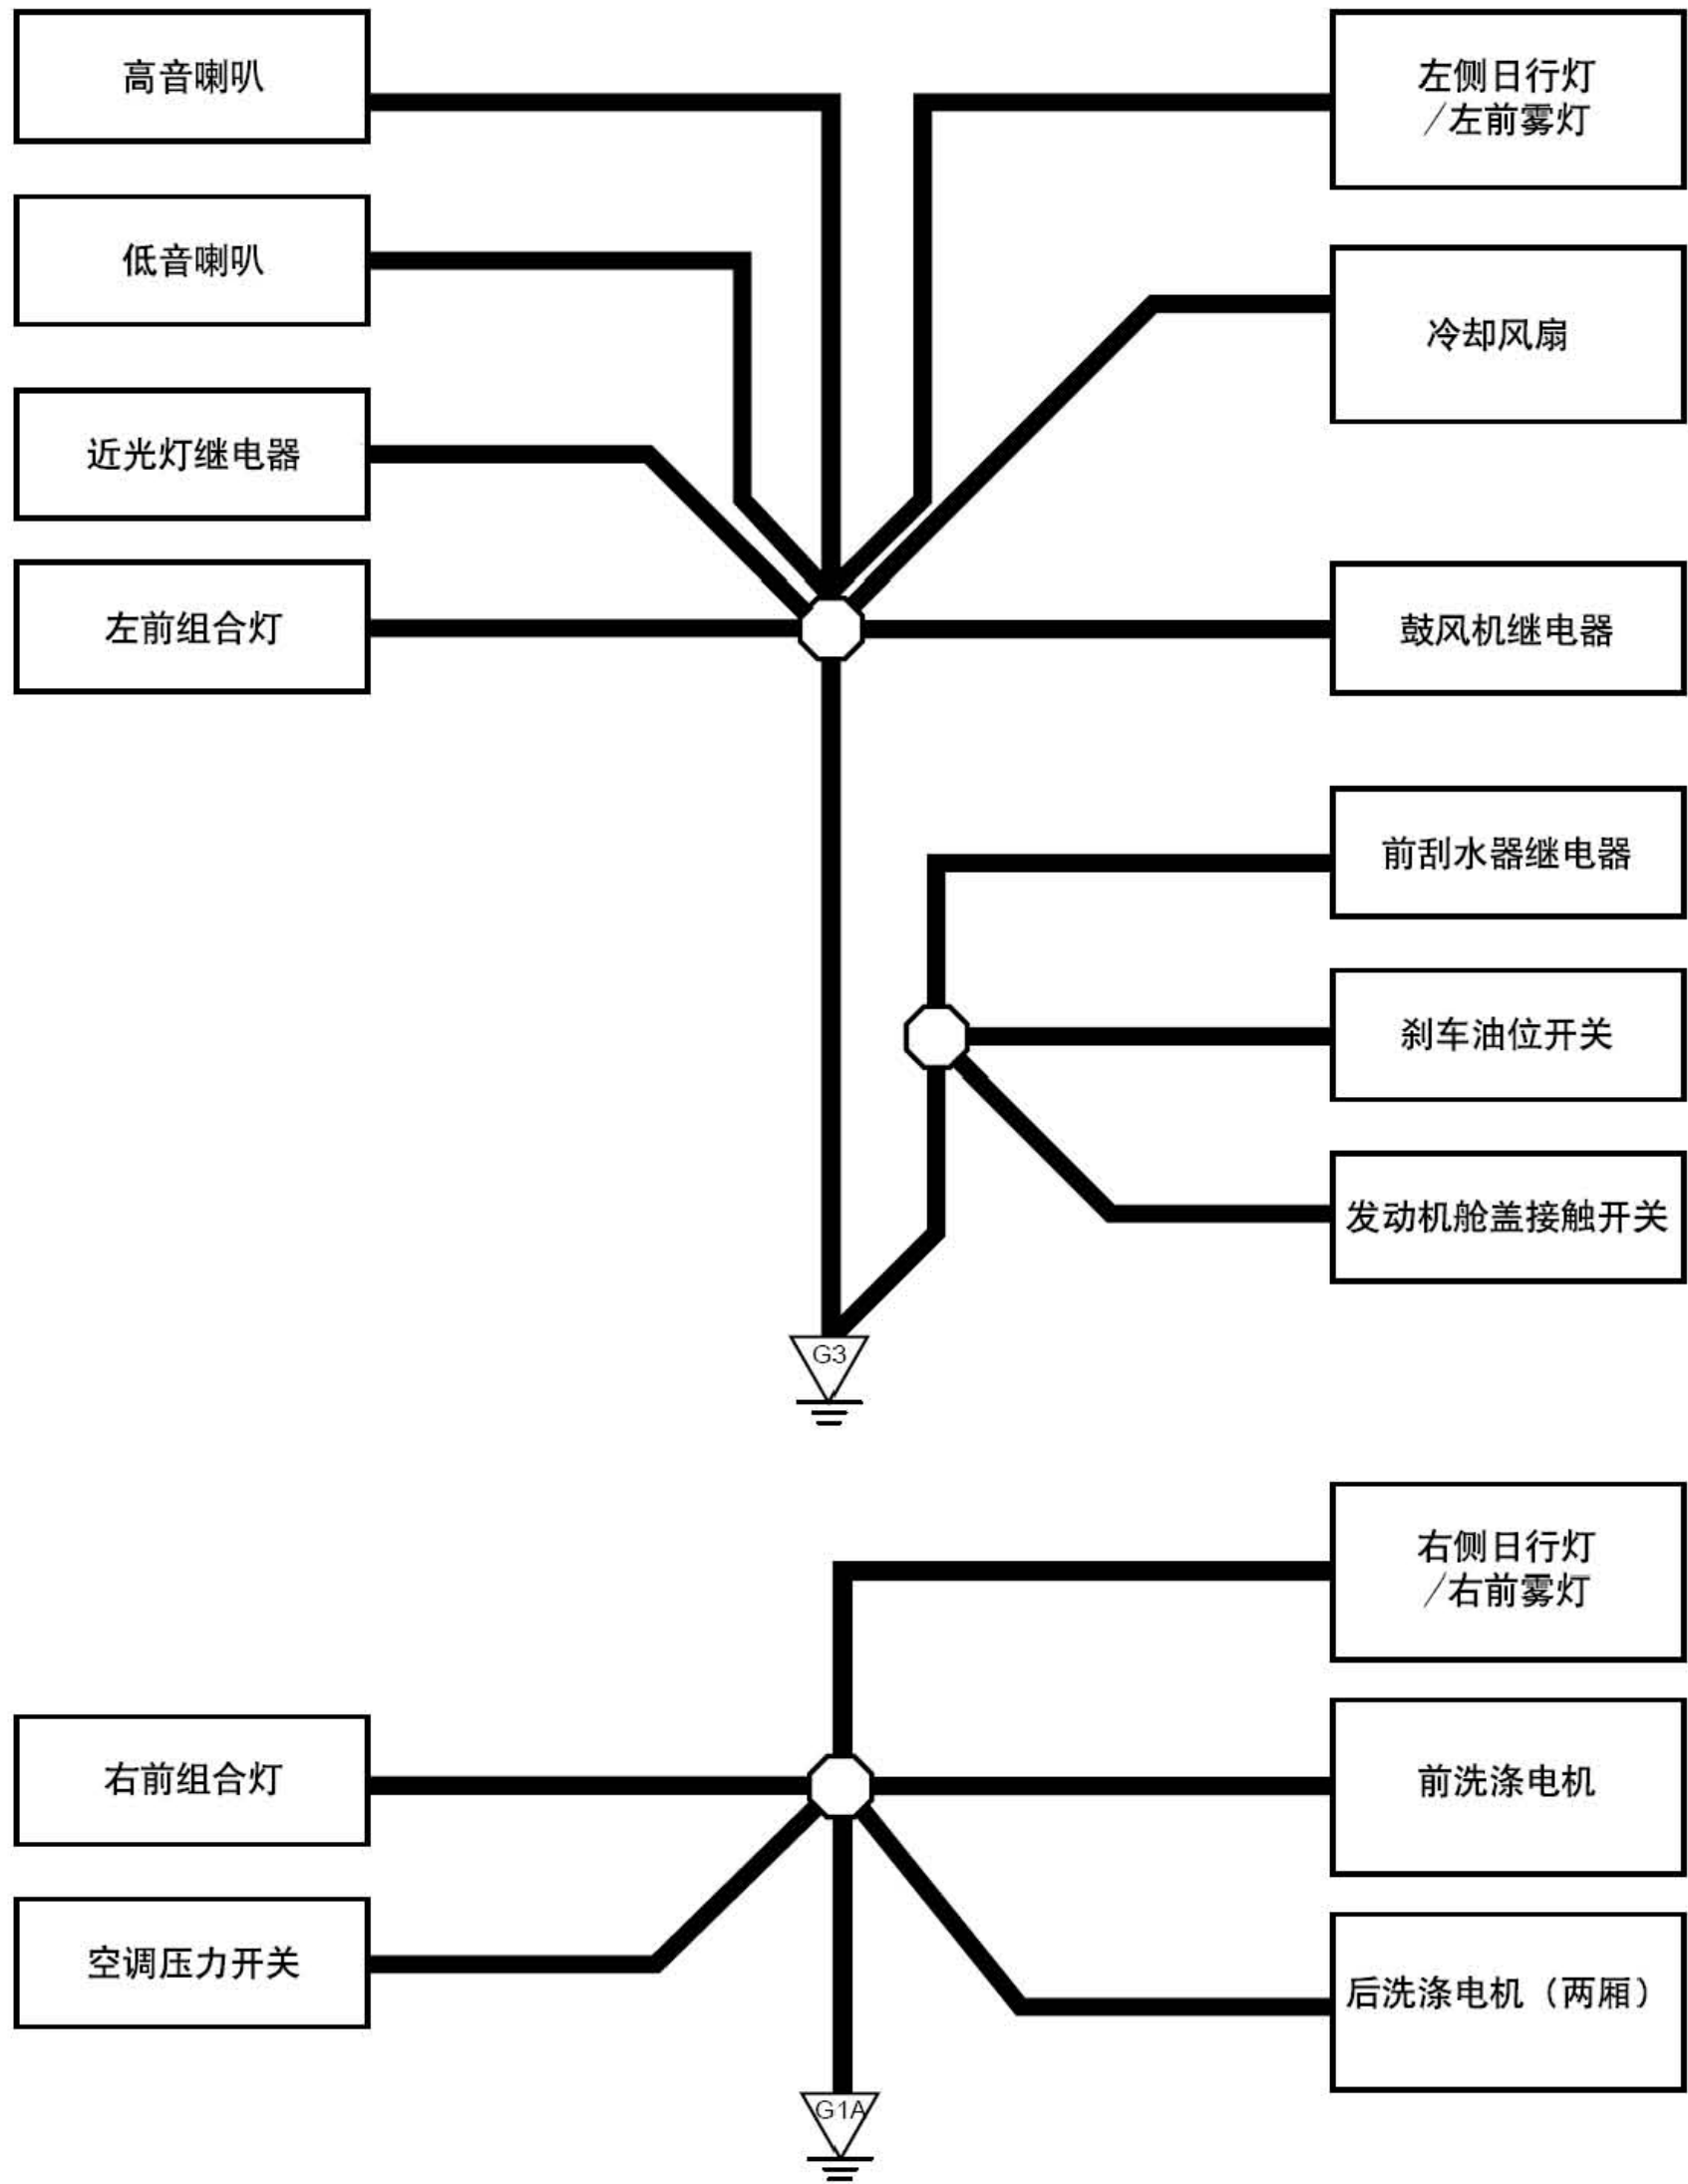 高音喇叭
左侧日行灯
/左前雾灯
低音喇叭
冷却风扇
近光灯继电器
左前组合灯
鼓风机继电器
前刮水器继电器
刹车油位开关
发动机舱盖接触开关
G3
右侧日行灯
/右前雾灯
右前组合灯
前洗涤电机
空调压力开关
后洗涤电机（两厢）
G1A